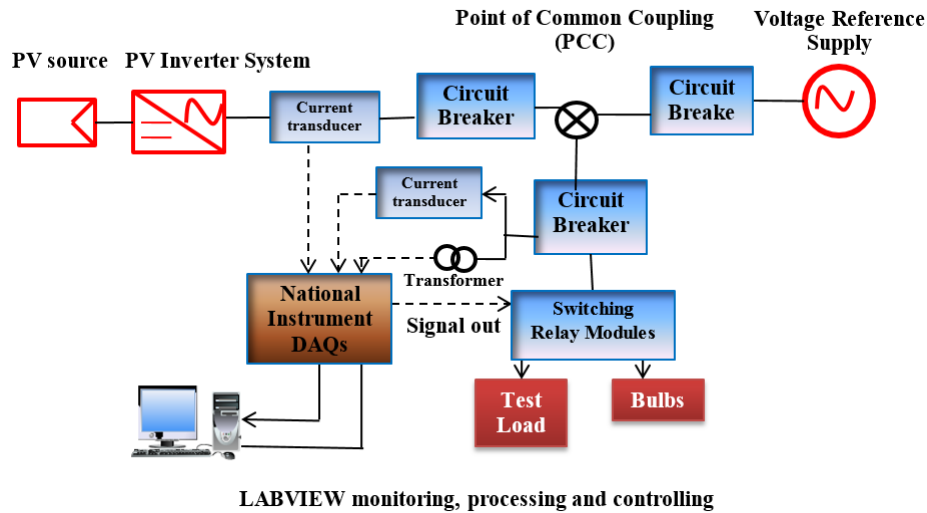 Point of Common Coupling
(PCC)
Voltage Reference
Supply
PV source
PV Inverter System
Current
transducer
Circuit
Breaker
Circuit
Breake
Current
transducer
Circuit
Breaker
Transformer
National
Instrument
DAQs
Signal out
Switching
Relay Modules
Test
Load
Bulbs
LABVIEW monitoring, processing and controlling